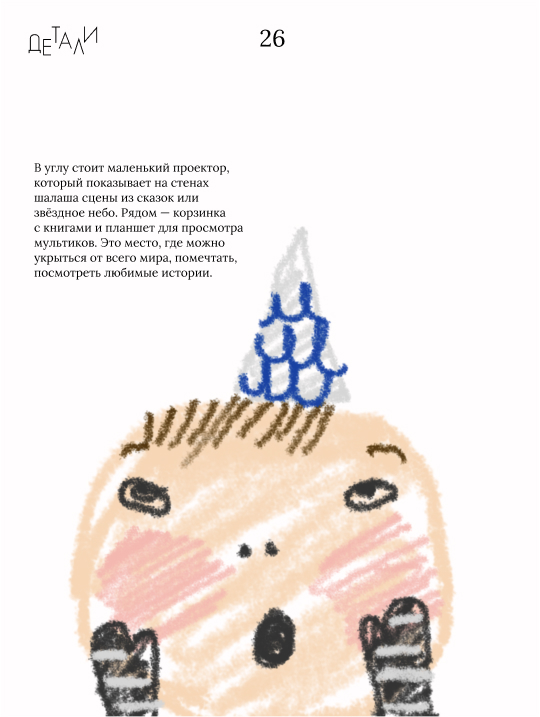 ДЕТАЛИ
26
В углу стоит маленький проектор,
который показывает на стенах
шалаша сцены из сказок или
звёздное небо. Рядом — корзинка
с книгами и планшет для просмотра
мультиков. Это место, где можно
укрыться от всего мира, помечтать,
посмотреть любимые истории.